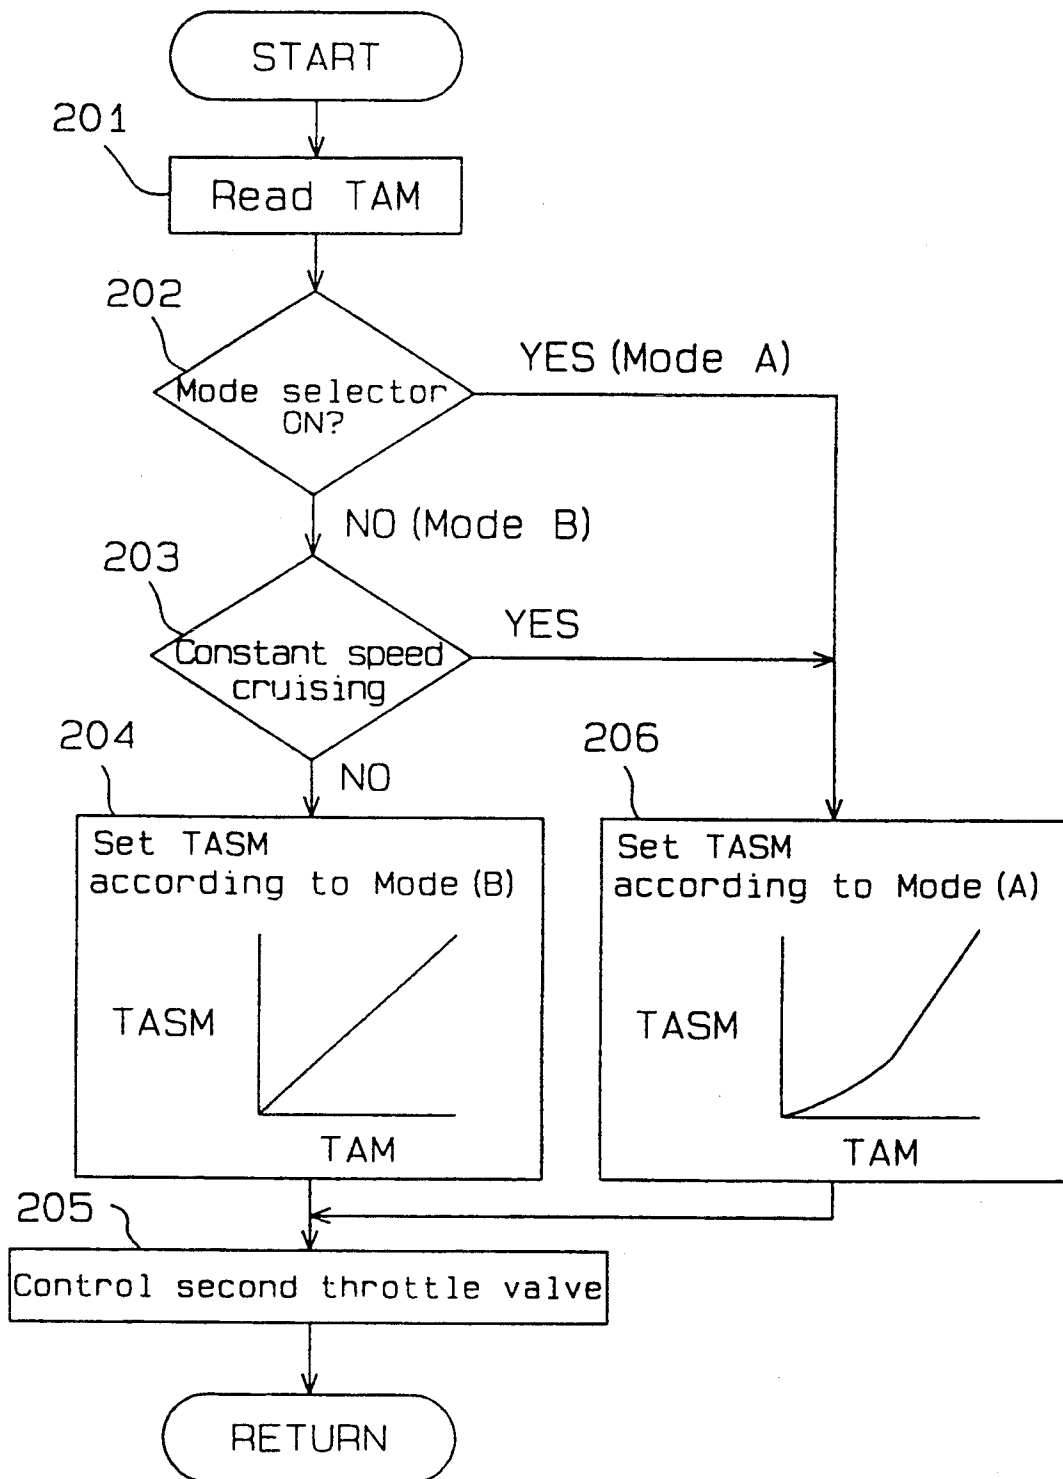 START
201
Read TAM
202
Mode selector
ON?
YES (Mode A)
NO (Mode B)
203
Constant speed
cruising
YES
NO
204
Set TASM
according to Mode (B)
TASM
TAM
206
Set TASM
according to Mode (A)
TASM
TAM
205
Control second throttle valve
RETURN